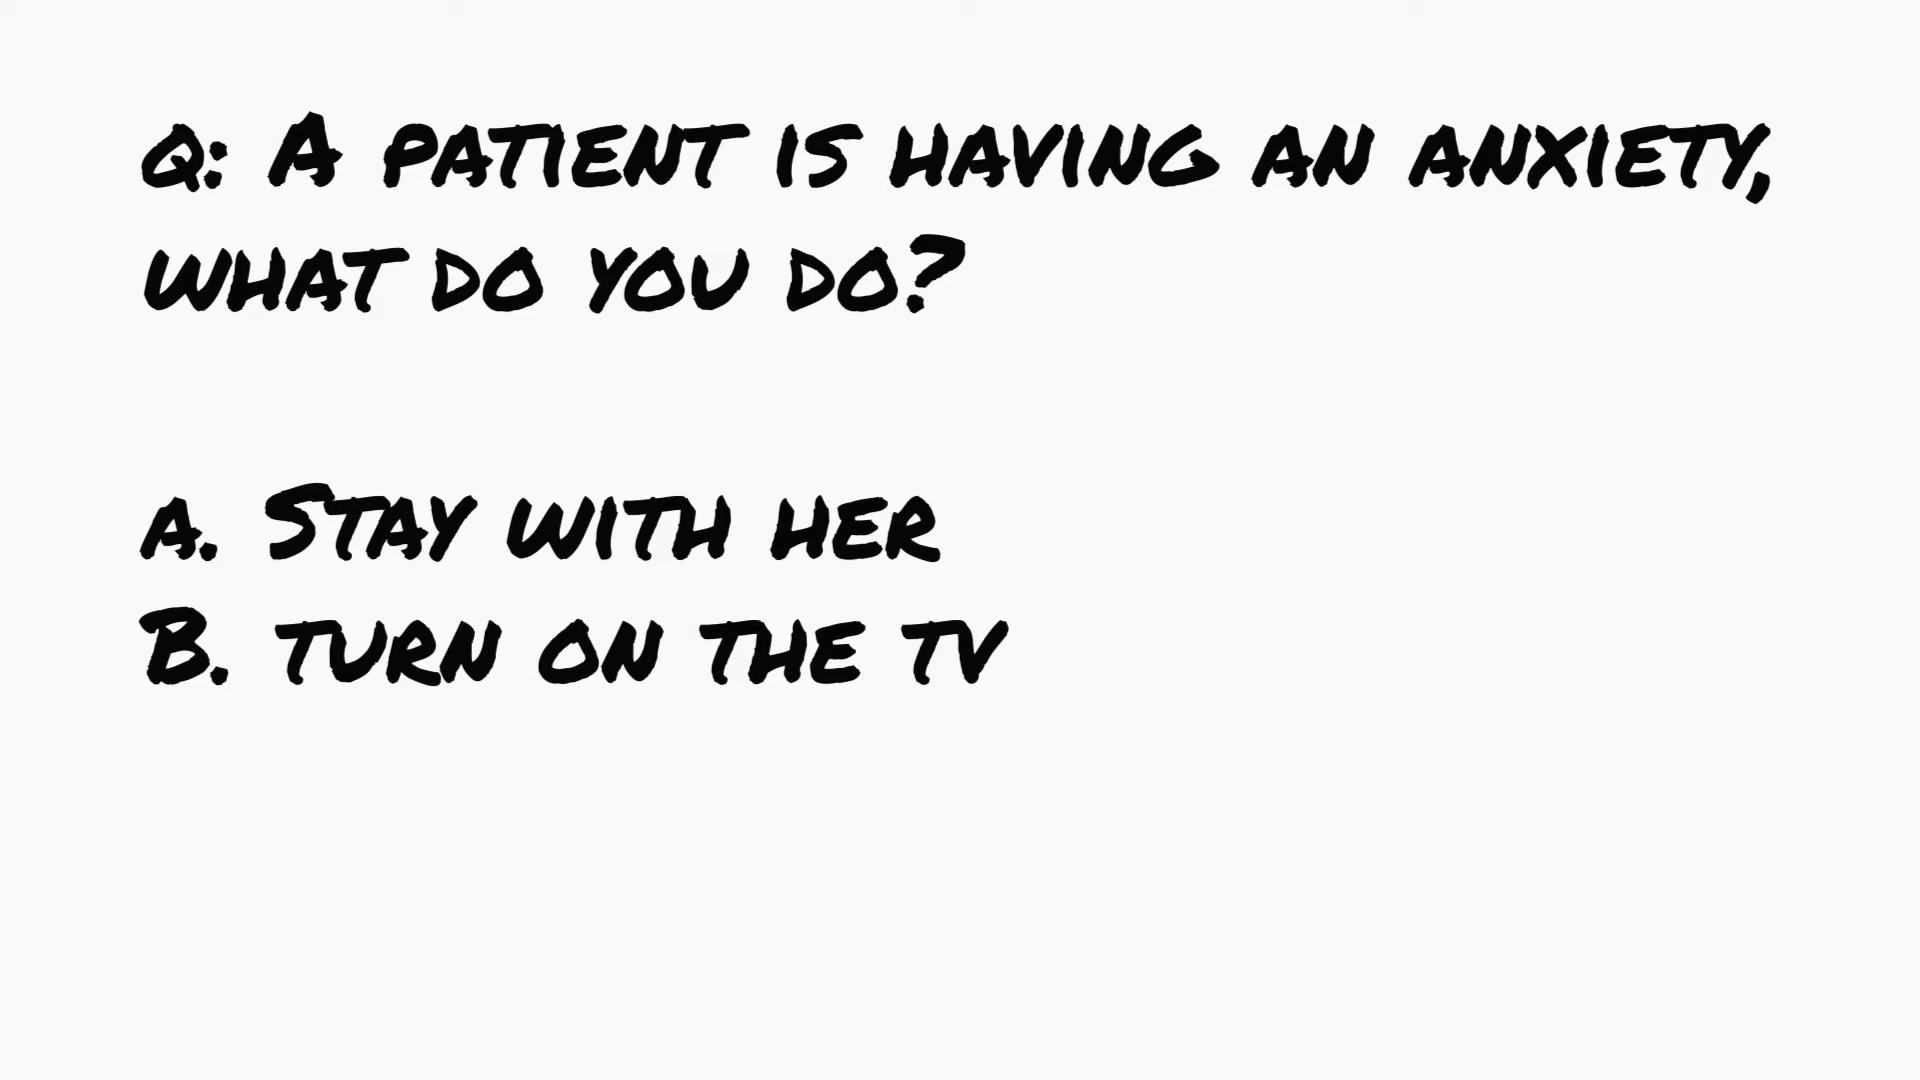 Q: A patient is having an anxiety,
what do you do?
a. Stay with her
B. turn on the tv